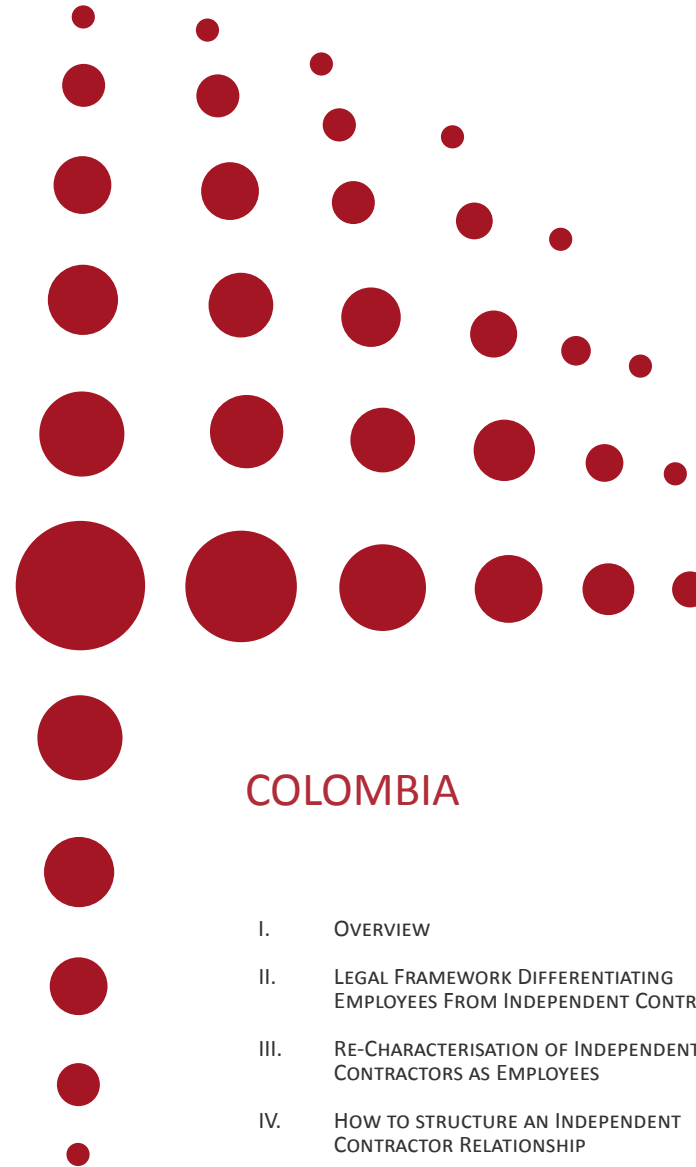 COLOMBIA
I. OVERVIEW
II. LEGAL FRAMEWORK DIFFERENTIATING
EMPLOYEES FROM INDEPENDENT CONTR
III. RE-CHARACTERISATION OF INDEPENDENT
CONTRACTORS AS EMPLOYEES
IV. HOW TO STRUCTURE AN INDEPENDENT
CONTRACTOR RELATIONSHIP